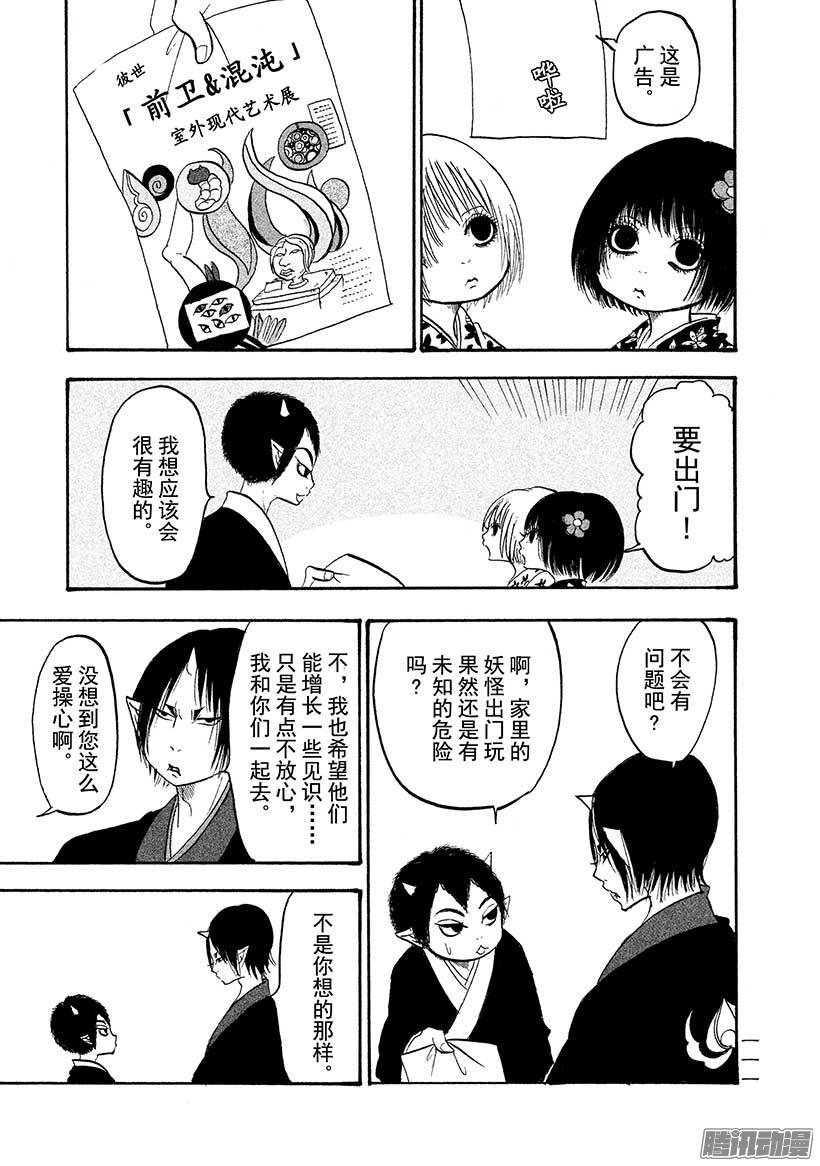 这是
广告。
哗
啦
彼世
「前卫&混沌」
室外现代艺术展
要出门！
我想应该会
很有趣的。
不会有
问题吧？
啊，家里的
妖怪出门玩
果然还是有
未知的危险
吗？
不，我也希望他们
能增长一些见识……
只是有点不放心，
我和你们一起去。
没想到您这么
爱操心啊。
不是你想的那样。
腾讯动漫